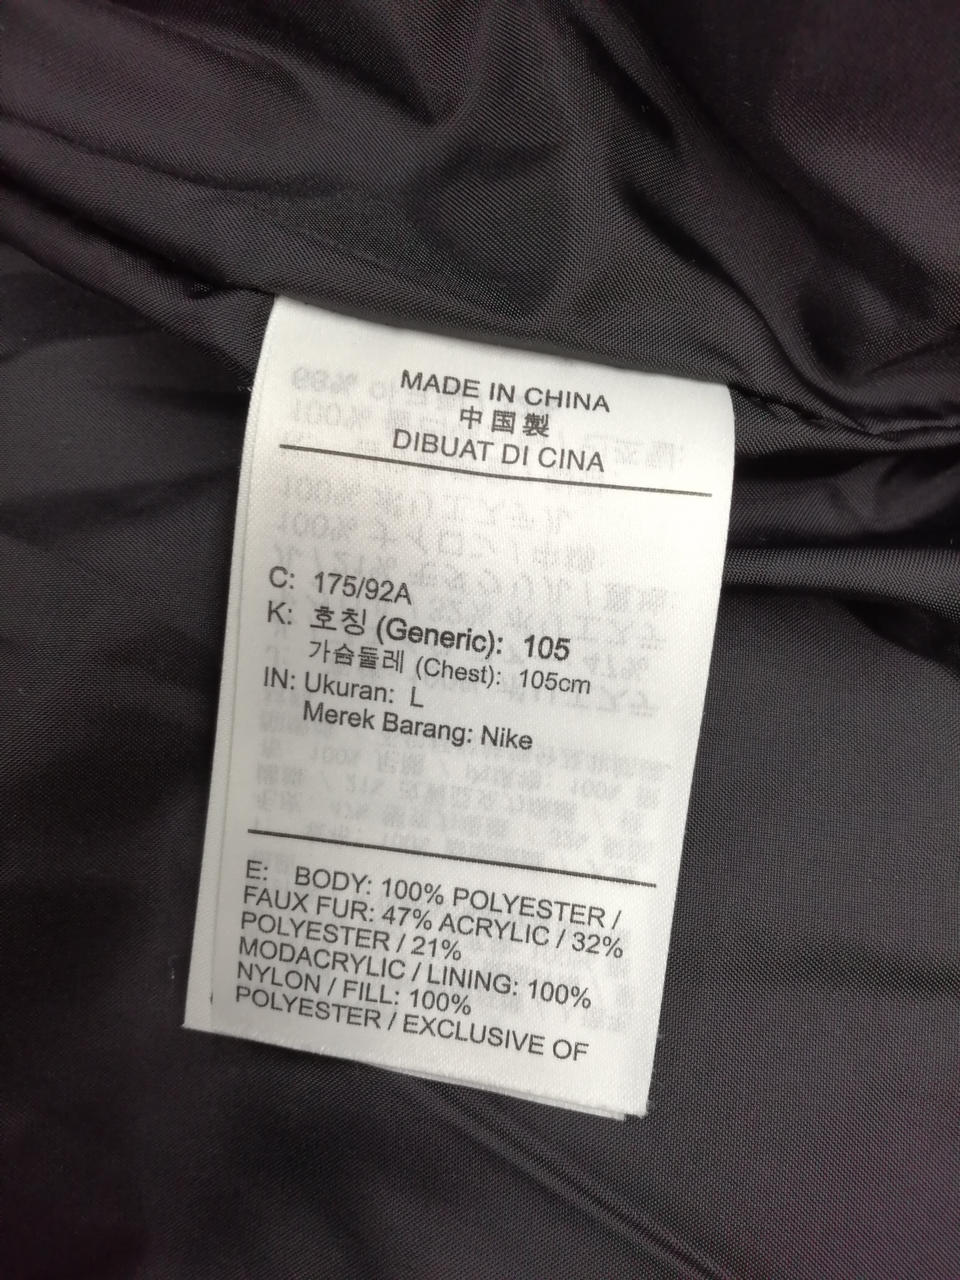 MADE IN CHINA
中国製
DIBUAT DI CINA
C: 175/92A
K: 호칭 (Generic): 105
가슴둘레 (Chest): 105cm
IN: Ukuran: L
Merek Barang: Nike
E: BODY: 100% POLYESTER /
FAUX FUR: 47% ACRYLIC / 32%
POLYESTER / 21%
MODACRYLIC / LINING: 100%
NYLON / FILL: 100%
POLYESTER / EXCLUSIVE OF